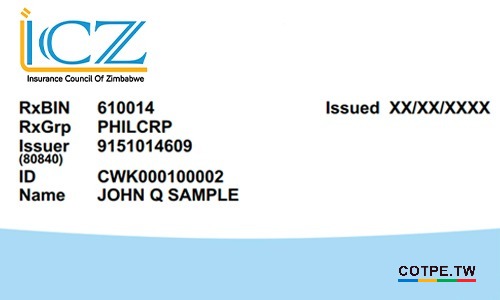 iCZ
Insurance Council Of Zimbabwe
RxBIN 610014 Issued XX/XX/XXXX
RxGrp PHILCRP
Issuer 9151014609
(80840)
ID CWK000100002
Name JOHN Q SAMPLE
COTPE.TW